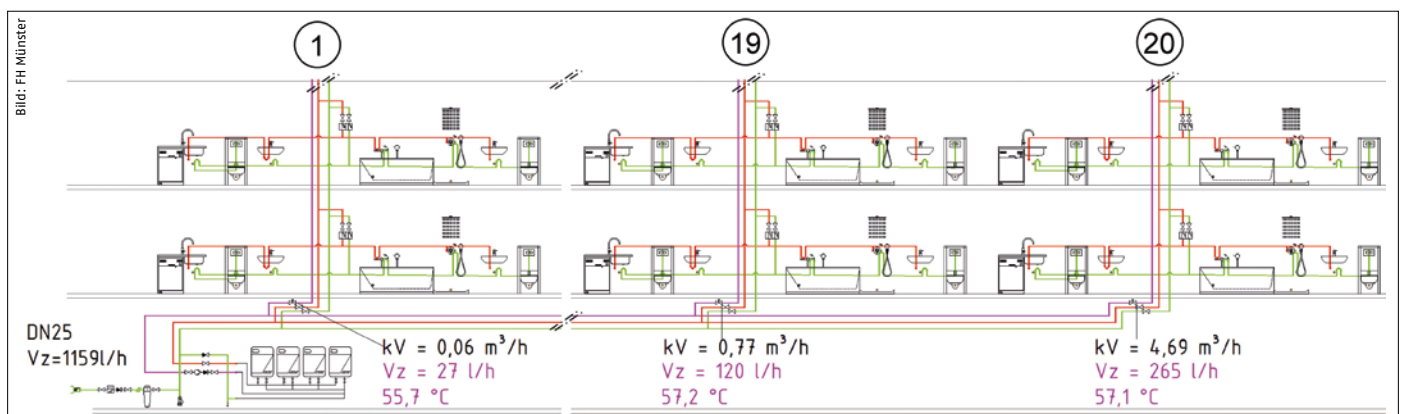 Bild: FH Münster
1
19
20
DN25
Vz=1159l/h
kV = 0,06 m³/h
Vz = 27 l/h
55,7 °C
kV = 0,77 m³/h
Vz = 120 l/h
57,2 °C
kV = 4,69 m³/h
Vz = 265 l/h
57,1 °C